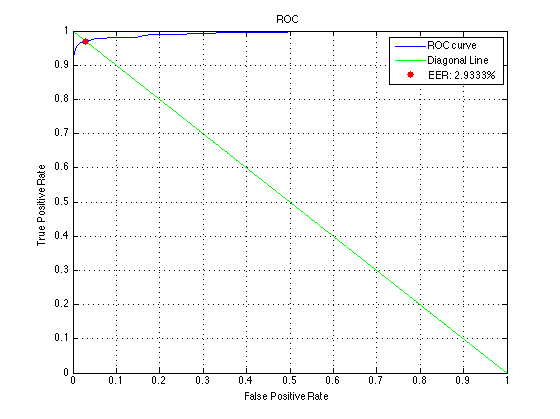 ROC
ROC curve
Diagonal Line
EER: 2.9333%
True Positive Rate
1
0.9
0.8
0.7
0.6
0.5
0.4
0.3
0.2
0.1
0
0 0.1 0.2 0.3 0.4 0.5 0.6 0.7 0.8 0.9 1
False Positive Rate